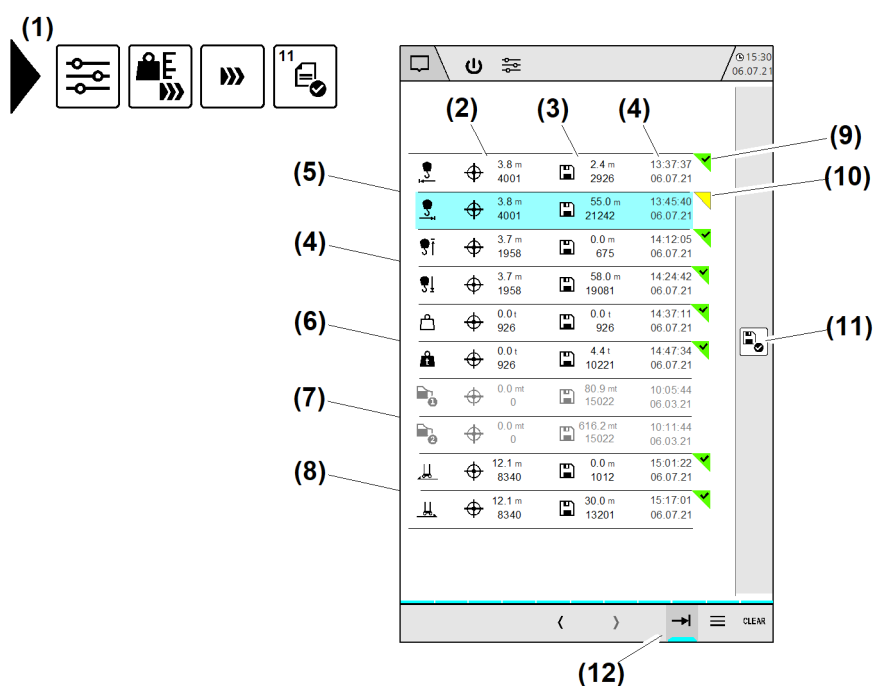 (1)
E
11
15:30
06.07.21
(2) (3) (4)
(9)
(5)
(10)
(4)
(6)
(11)
(7)
(8)
3.8 m 2.4 m 13:37:37
4001 2926 06.07.21
3.8 m 55.0 m 13:45:40
4001 21242 06.07.21
3.7 m 0.0 m 14:12:05
1958 675 06.07.21
3.7 m 58.0 m 14:24:42
1958 19081 06.07.21
0.0 t 0.0 t 14:37:11
926 926 06.07.21
0.0 t 4.4 t 14:47:34
926 10221 06.07.21
1 0.0 mt 80.9 mt 10:05:44
0 15022 06.03.21
2 0.0 mt 616.2 mt 10:11:44
0 15022 06.03.21
12.1 m 0.0 m 15:01:22
8340 1012 06.07.21
12.1 m 30.0 m 15:17:01
8340 13201 06.07.21
CLEAR
(12)